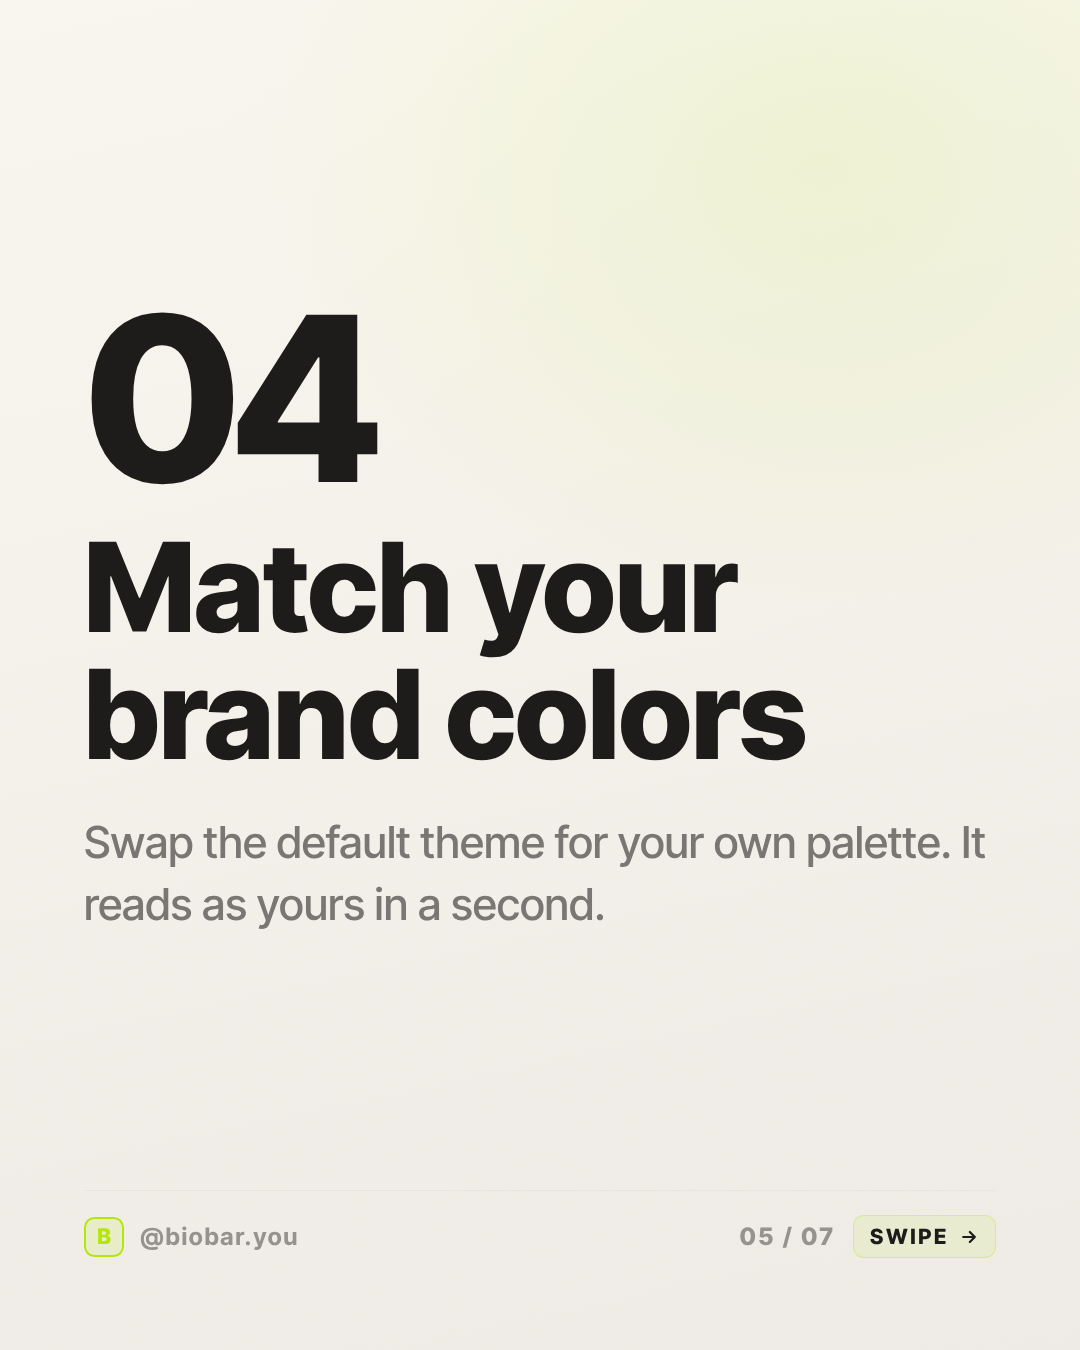 04
Match your
brand colors
Swap the default theme for your own palette. It
reads as yours in a second.
B @biobar.you
05 / 07 SWIPE →